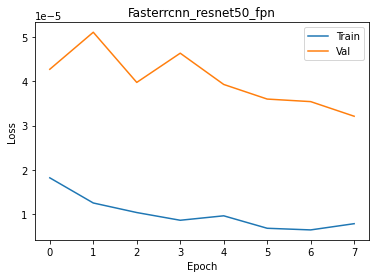 Fasterrcnn_resnet50_fpn
1e−5
Train
Val
5
4
3
2
1
Loss
0 1 2 3 4 5 6 7
Epoch